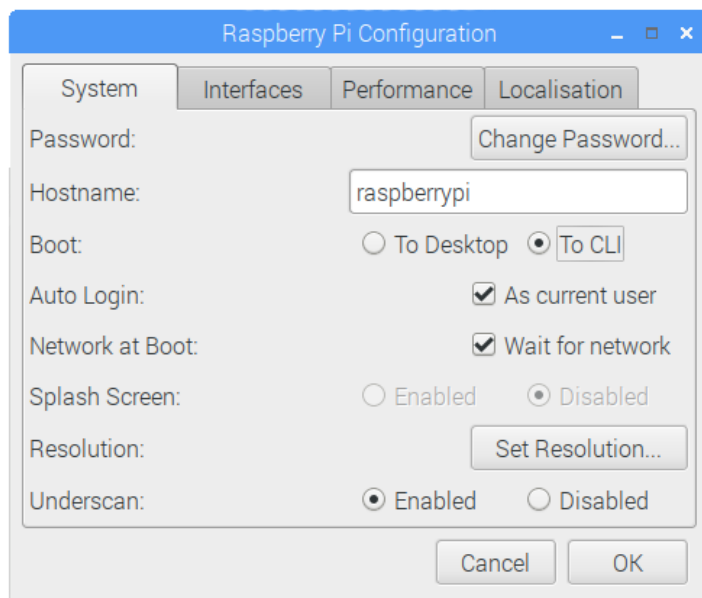 Raspberry Pi Configuration
System Interfaces Performance Localisation
Password: Change Password...
Hostname: raspberrypi
Boot: To Desktop To CLI
Auto Login: As current user
Network at Boot: Wait for network
Splash Screen: Enabled Disabled
Resolution: Set Resolution...
Underscan: Enabled Disabled
Cancel OK